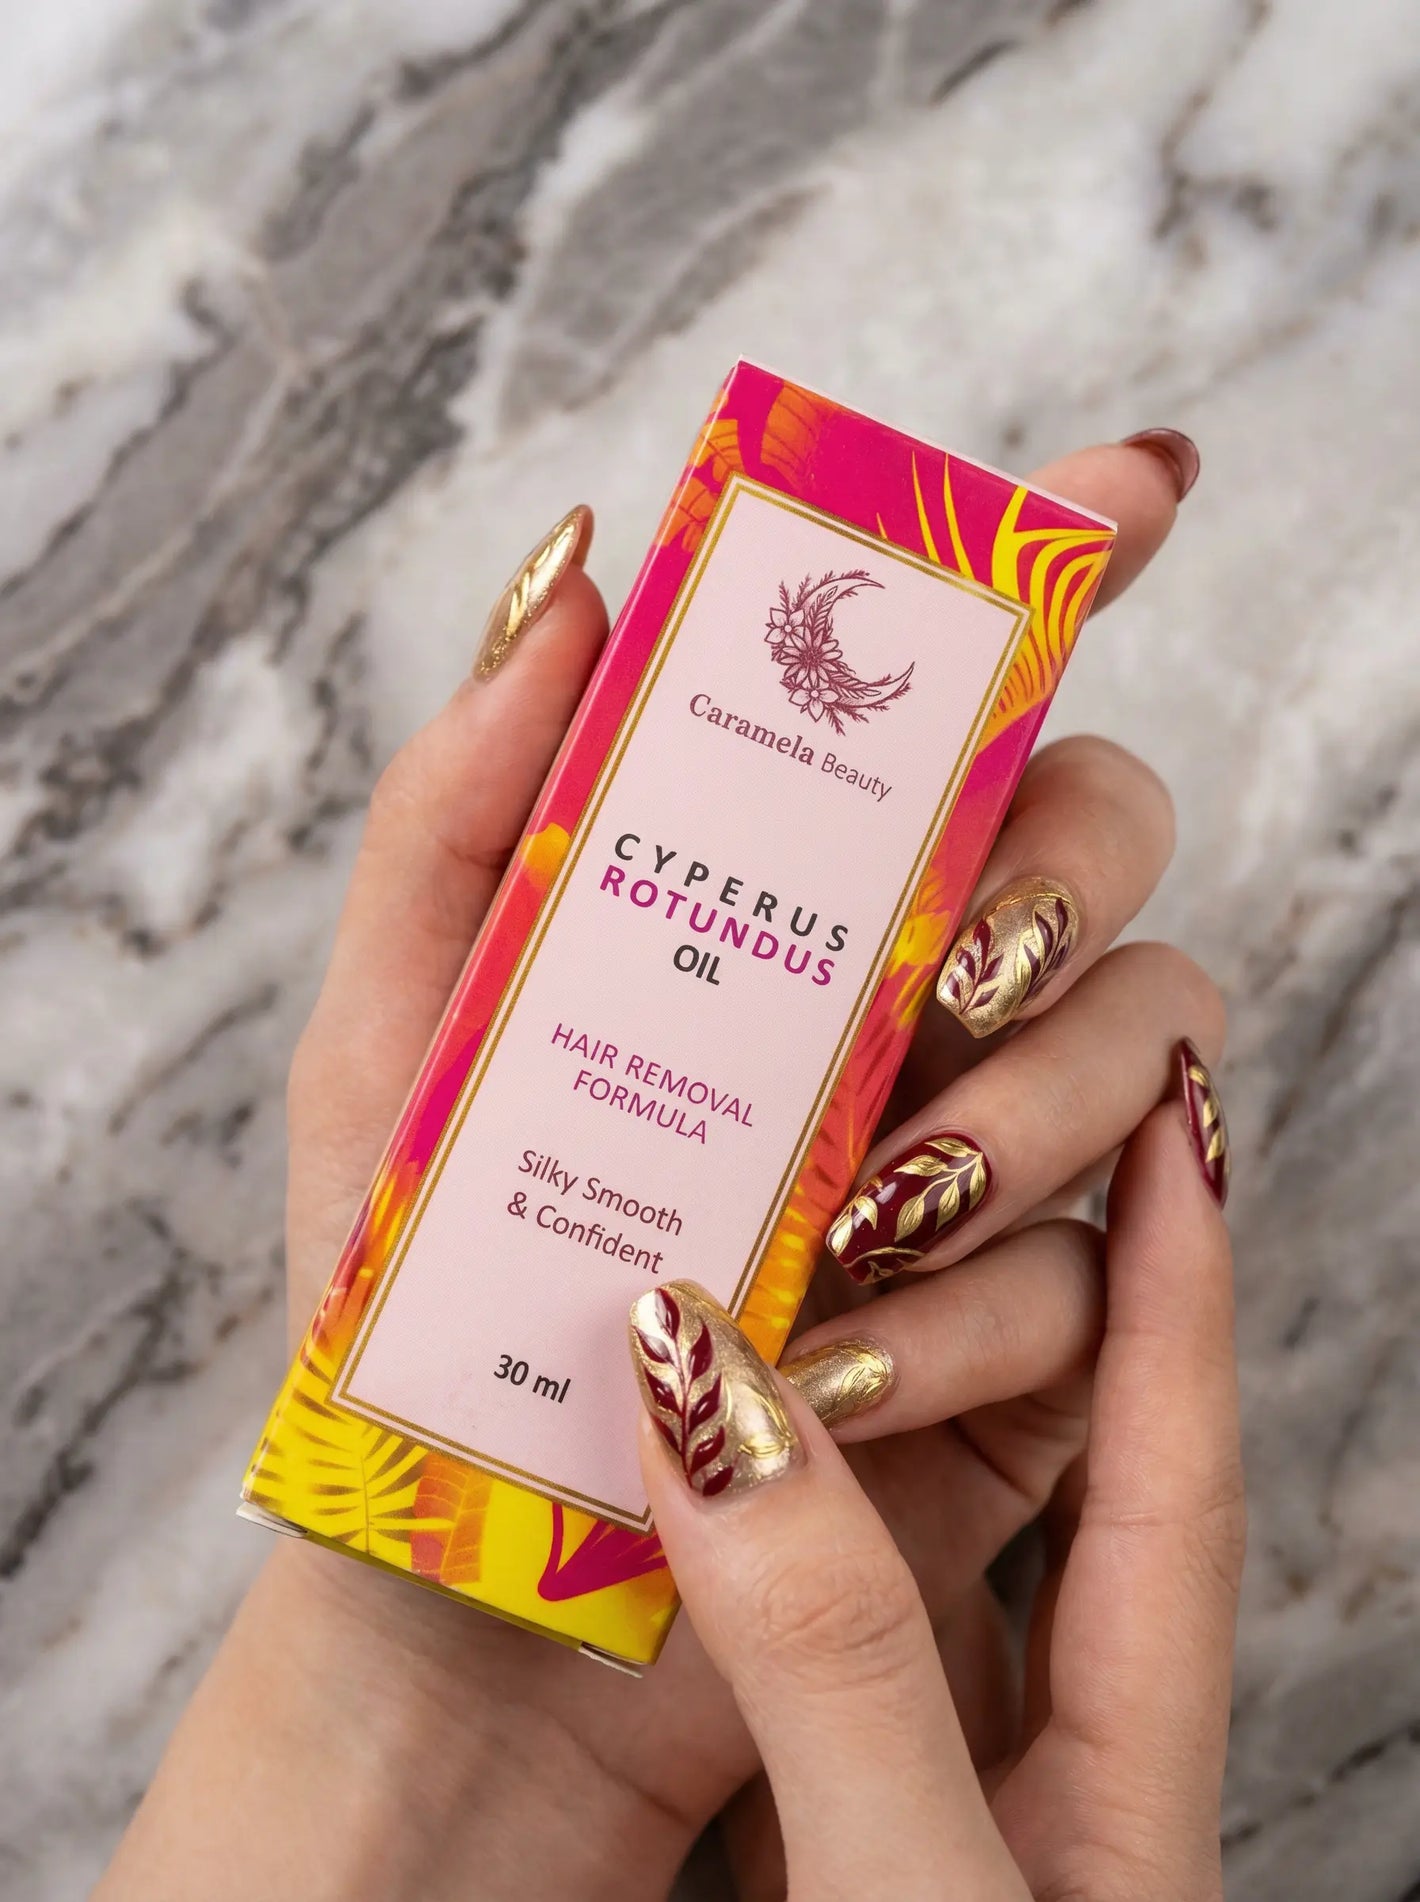 Caramela Beauty
CYPERUS
ROTUNDUS
OIL
HAIR REMOVAL
FORMULA
Silky Smooth
& Confident
30 ml